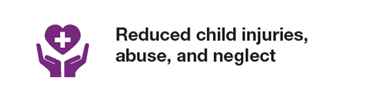 Reduced child injuries,
abuse, and neglect